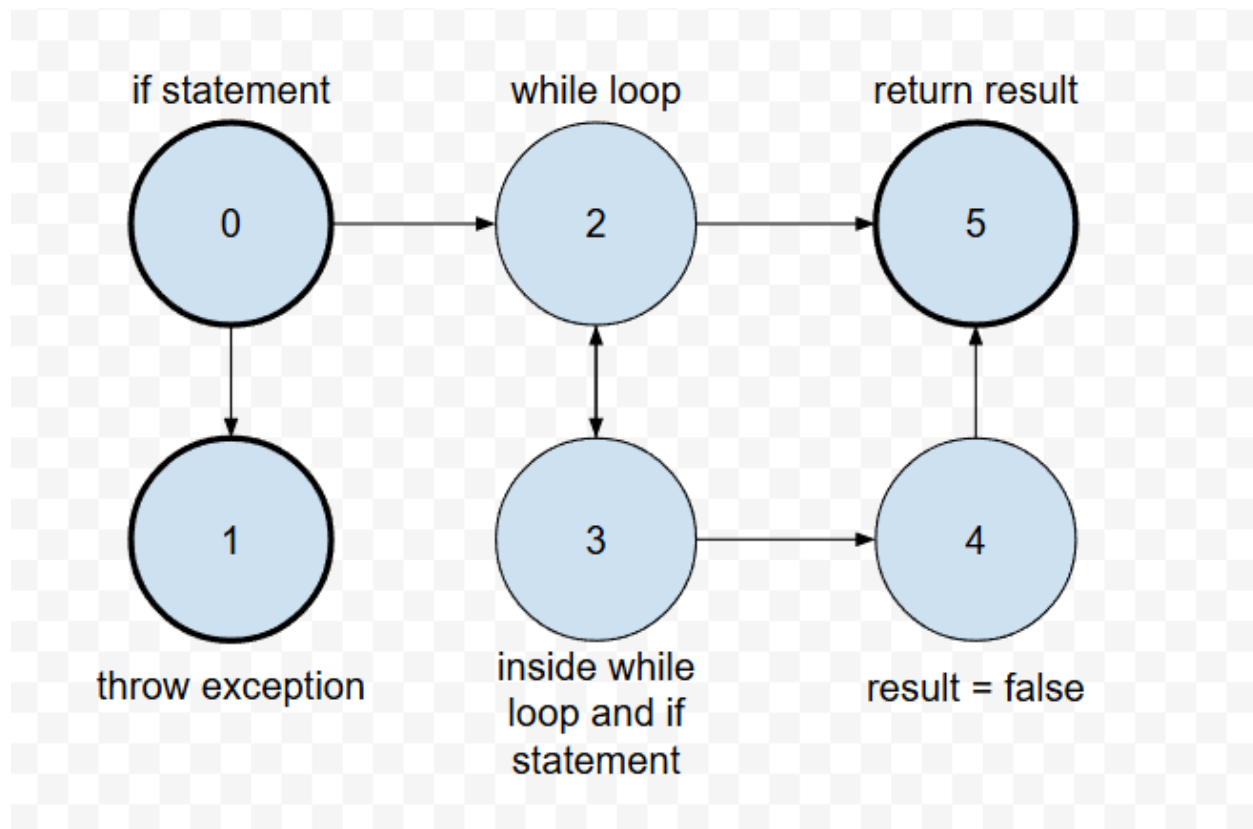 if statement
while loop
return result
0
2
5
1
3
4
throw exception
inside while
loop and if
statement
result = false